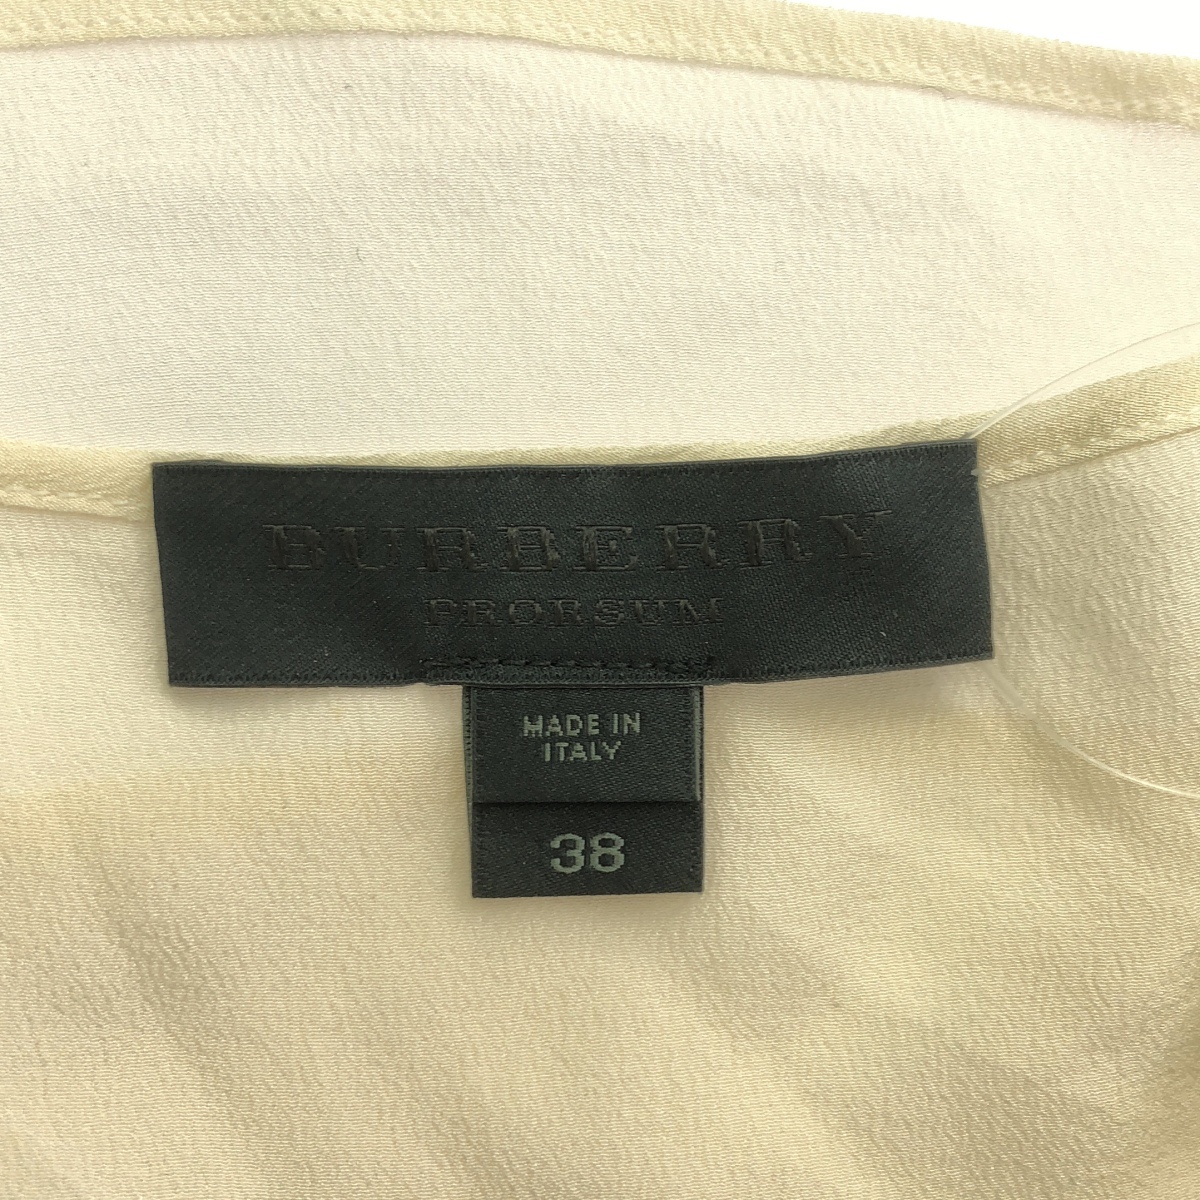 BURBERRY
PRORSUM
MADE IN
ITALY
38